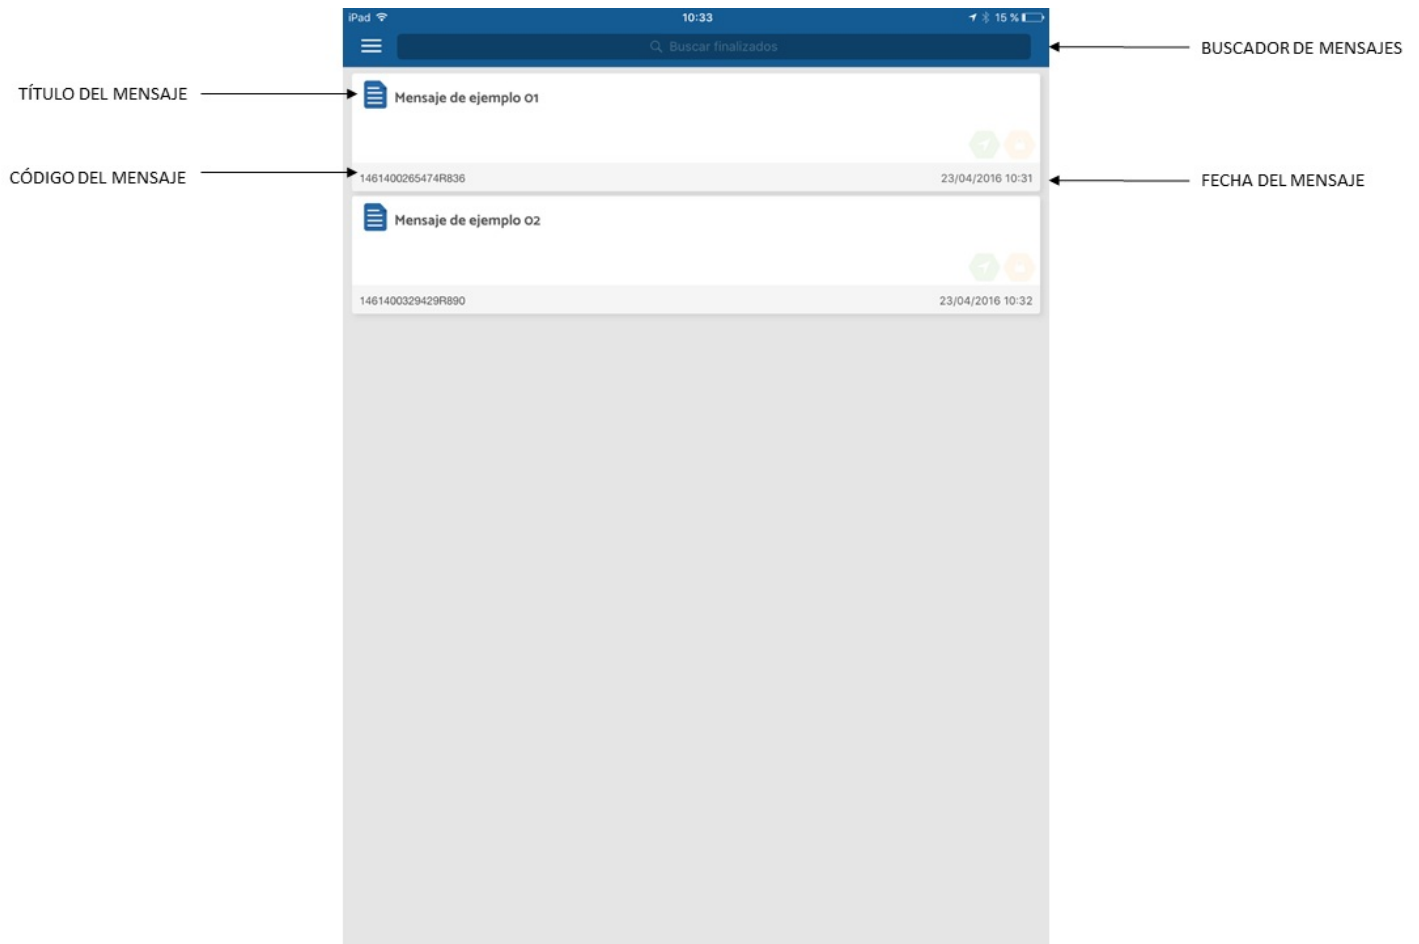 iPad 10:33 15 %
Buscar finalizados
BUSCADOR DE MENSAJES
TÍTULO DEL MENSAJE
Mensaje de ejemplo 01
CÓDIGO DEL MENSAJE
1461400265474R836 23/04/2016 10:31
FECHA DEL MENSAJE
Mensaje de ejemplo 02
1461400329429R890 23/04/2016 10:32